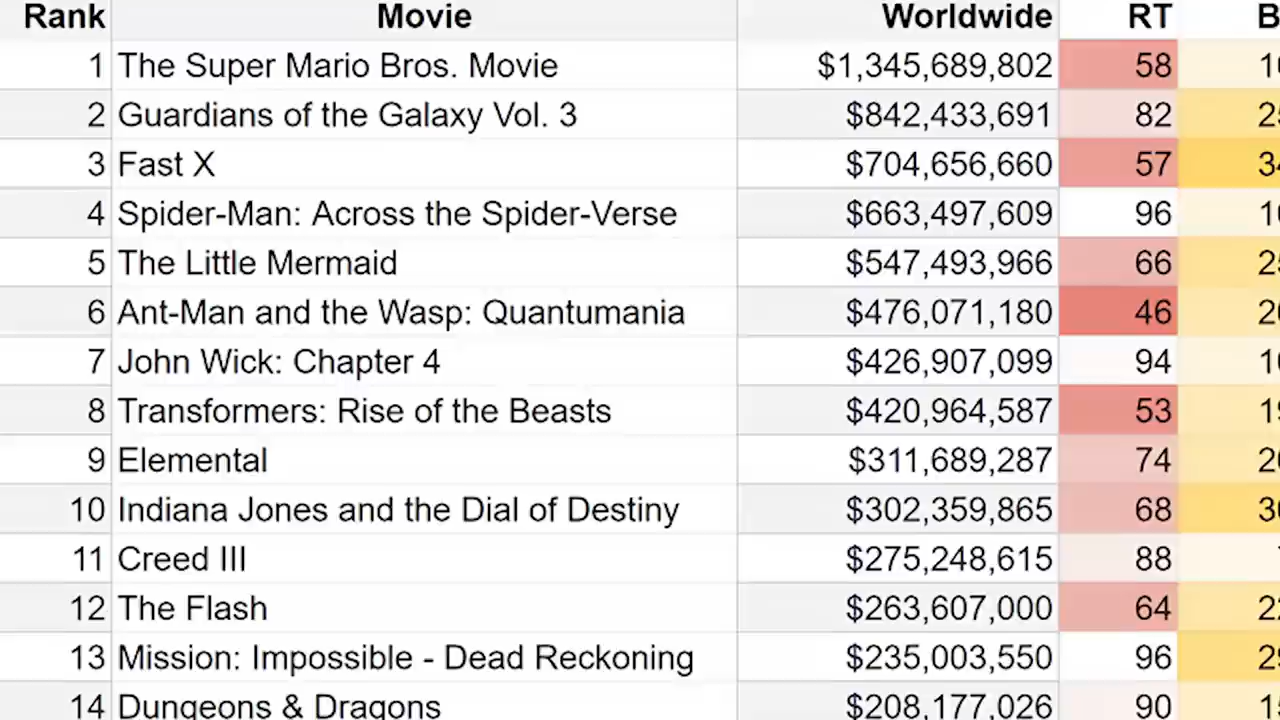 Rank Movie Worldwide RT B
1 The Super Mario Bros. Movie $1,345,689,802 58
2 Guardians of the Galaxy Vol. 3 $842,433,691 82
3 Fast X $704,656,660 57
4 Spider-Man: Across the Spider-Verse $663,497,609 96
5 The Little Mermaid $547,493,966 66
6 Ant-Man and the Wasp: Quantumania $476,071,180 46
7 John Wick: Chapter 4 $426,907,099 94
8 Transformers: Rise of the Beasts $420,964,587 53
9 Elemental $311,689,287 74
10 Indiana Jones and the Dial of Destiny $302,359,865 68
11 Creed III $275,248,615 88
12 The Flash $263,607,000 64
13 Mission: Impossible - Dead Reckoning $235,003,550 96
14 Dungeons & Dragons $208,177,026 90